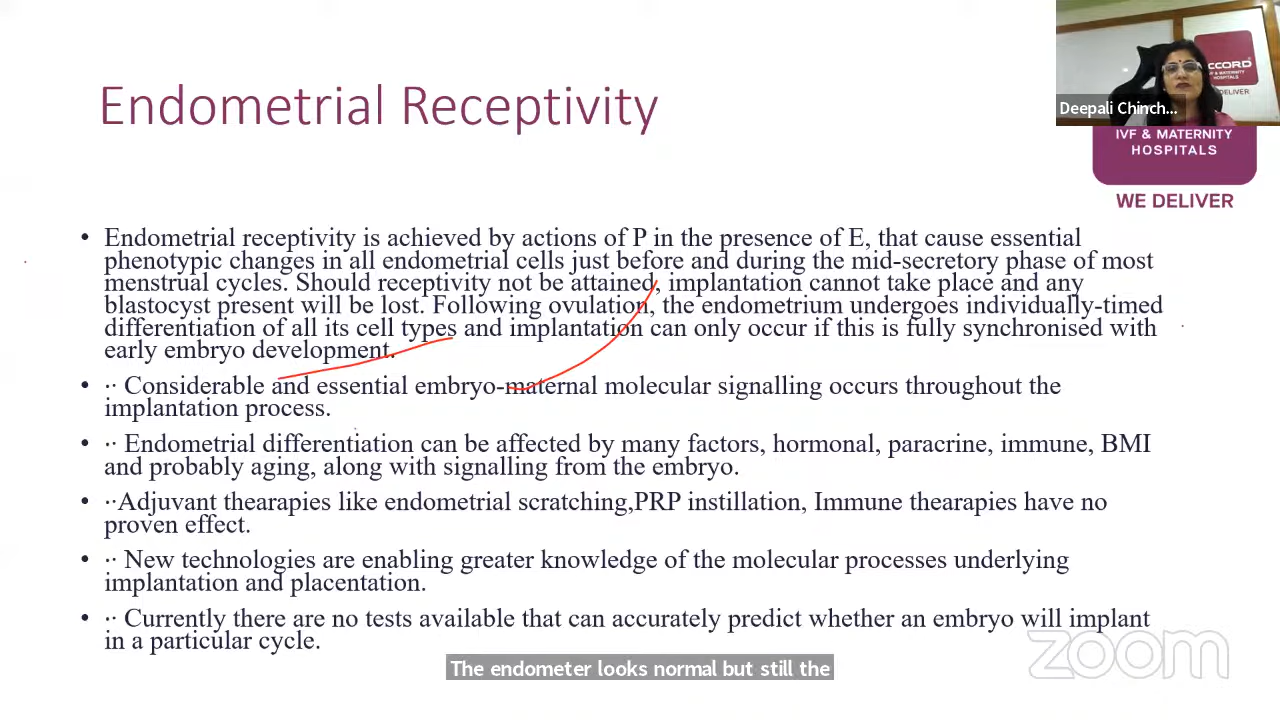 Endometrial Receptivity
CCORD
IVF & MATERNITY
HOSPITALS
DELIVER
Deepali Chinch...
IVF & MATERNITY
HOSPITALS
WE DELIVER
• Endometrial receptivity is achieved by actions of P in the presence of E, that cause essential
phenotypic changes in all endometrial cells just before and during the mid-secretory phase of most
menstrual cycles. Should receptivity not be attained, implantation cannot take place and any
blastocyst present will be lost. Following ovulation, the endometrium undergoes individually-timed
differentiation of all its cell types and implantation can only occur if this is fully synchronised with
early embryo development.
• ·· Considerable and essential embryo-maternal molecular signalling occurs throughout the
implantation process.
• ·· Endometrial differentiation can be affected by many factors, hormonal, paracrine, immune, BMI
and probably aging, along with signalling from the embryo.
• ··Adjuvant thearapies like endometrial scratching,PRP instillation, Immune thearapies have no
proven effect.
• ·· New technologies are enabling greater knowledge of the molecular processes underlying
implantation and placentation.
• ·· Currently there are no tests available that can accurately predict whether an embryo will implant
in a particular cycle.
zoom
The endometer looks normal but still the